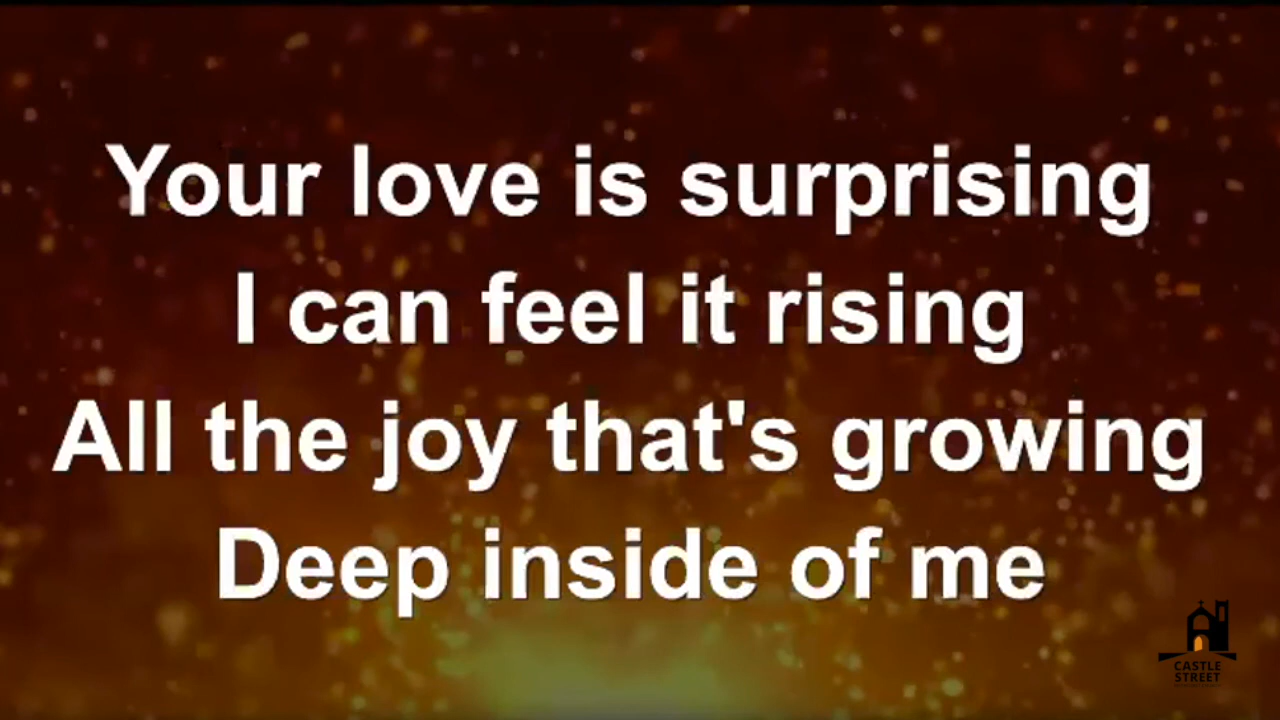 Your love is surprising
I can feel it rising
All the joy that's growing
Deep inside of me
CASTLE
STREET